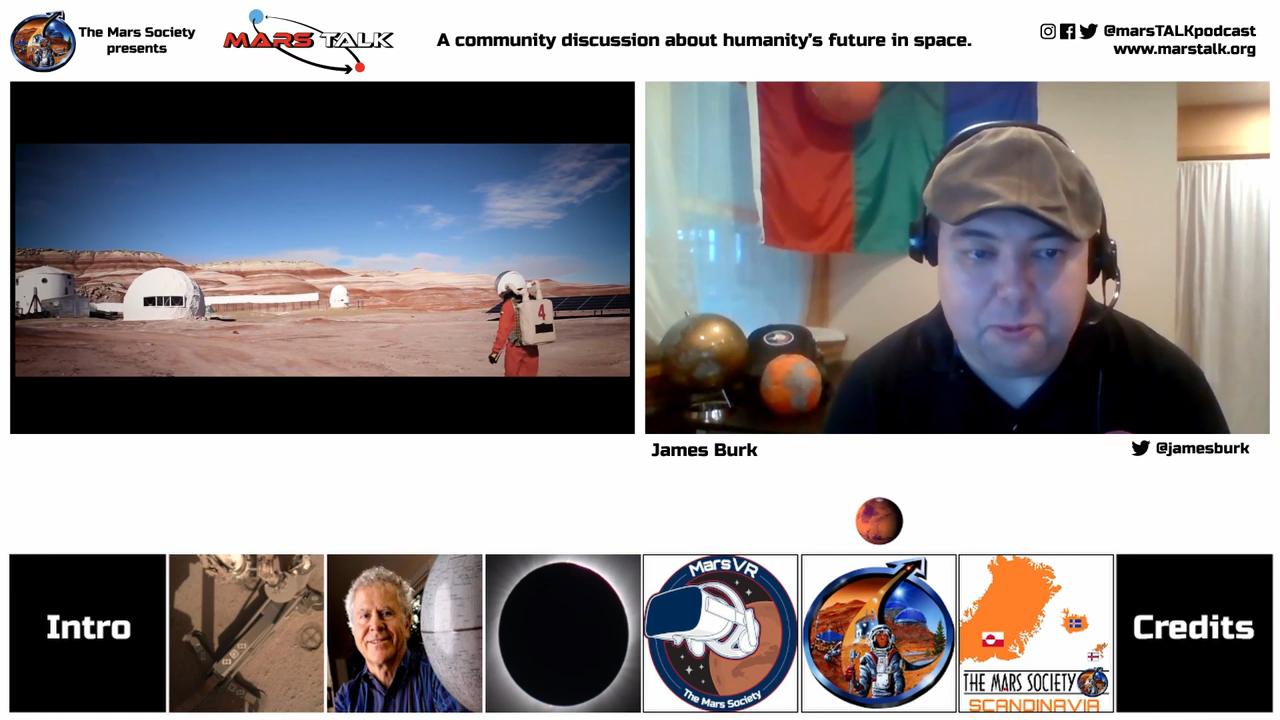 The Mars Society
presents
MARS TALK
A community discussion about humanity's future in space.
@marsTALKpodcast
www.marstalk.org
4
James Burk
@jamesburk
Intro
MarsVR
The Mars Society
THE MARS SOCIETY
SCANDINAVIA
Credits